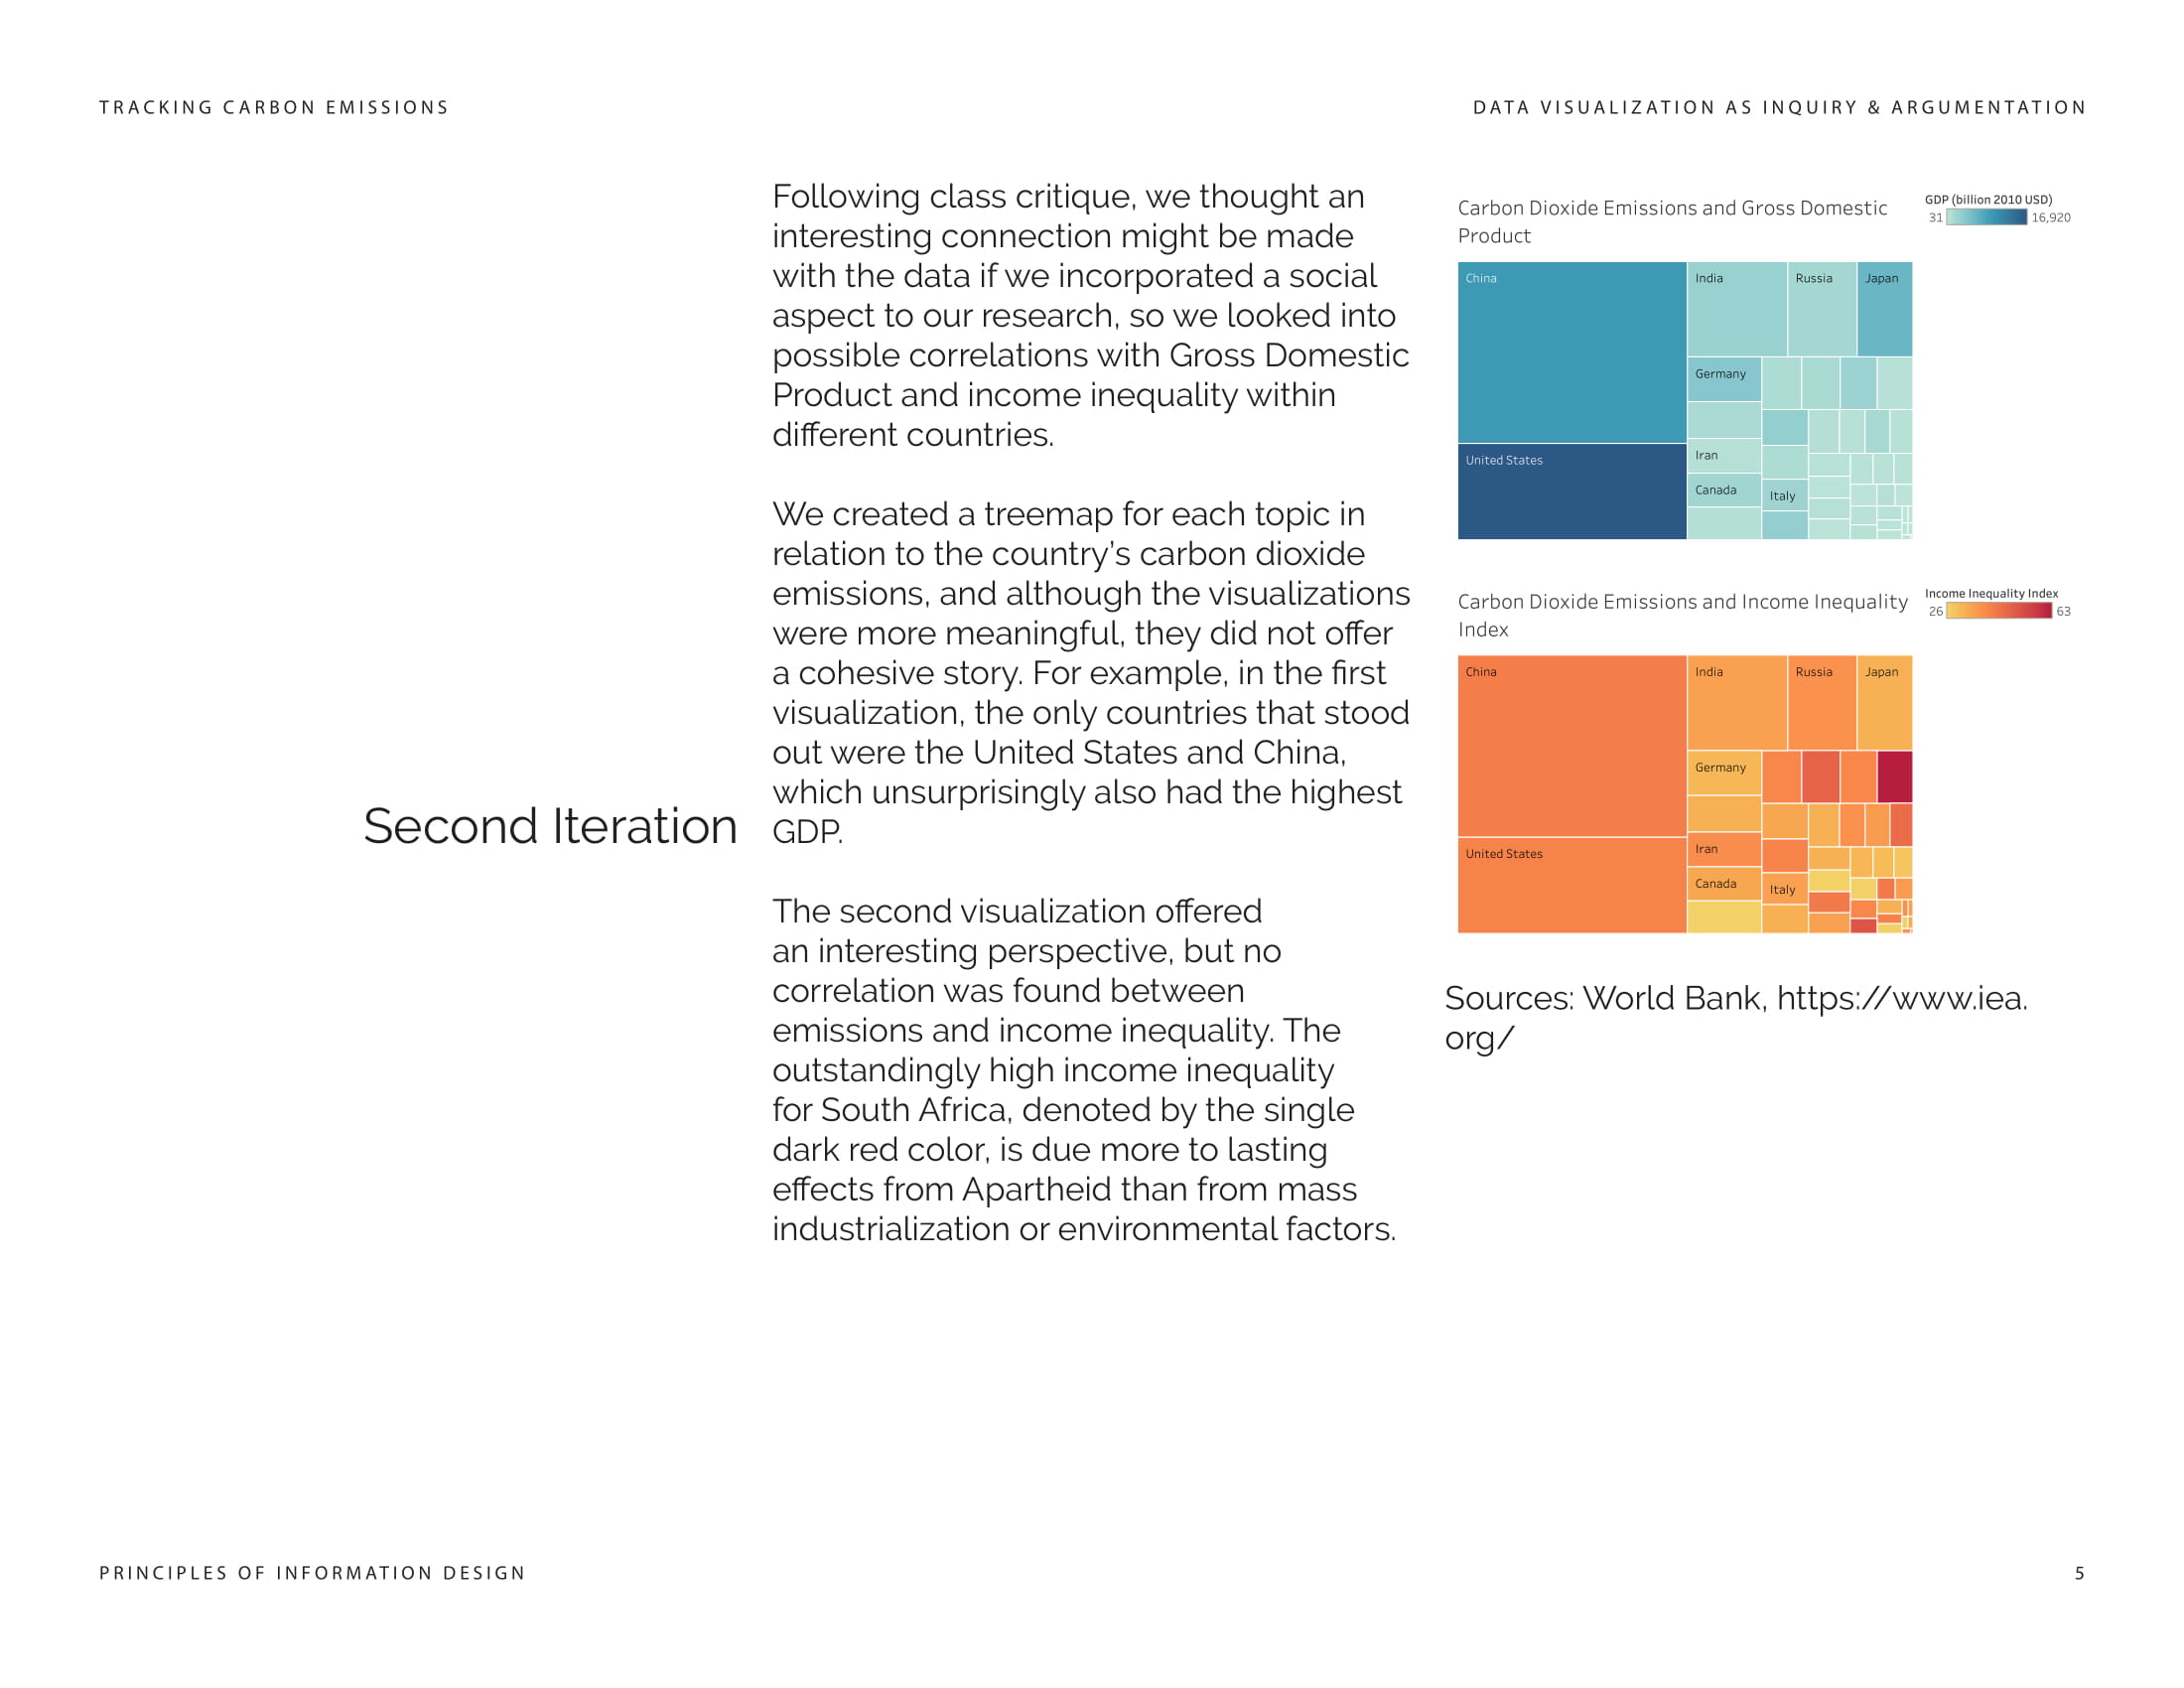 TRACKING CARBON EMISSIONS
DATA VISUALIZATION AS INQUIRY & ARGUMENTATION
Second Iteration
Following class critique, we thought an
interesting connection might be made
with the data if we incorporated a social
aspect to our research, so we looked into
possible correlations with Gross Domestic
Product and income inequality within
different countries.
We created a treemap for each topic in
relation to the country’s carbon dioxide
emissions, and although the visualizations
were more meaningful, they did not offer
a cohesive story. For example, in the first
visualization, the only countries that stood
out were the United States and China,
which unsurprisingly also had the highest
GDP.
The second visualization offered
an interesting perspective, but no
correlation was found between
emissions and income inequality. The
outstandingly high income inequality
for South Africa, denoted by the single
dark red color, is due more to lasting
effects from Apartheid than from mass
industrialization or environmental factors.
Carbon Dioxide Emissions and Gross Domestic
Product
GDP (billion 2010 USD)
31 16,920
China
India
Russia
Japan
Germany
United States
Iran
Canada
Italy
Carbon Dioxide Emissions and Income Inequality
Index
Income Inequality Index
26 63
China
India
Russia
Japan
Germany
United States
Iran
Canada
Italy
Sources: World Bank, https://www.iea.
org/
PRINCIPLES OF INFORMATION DESIGN
5